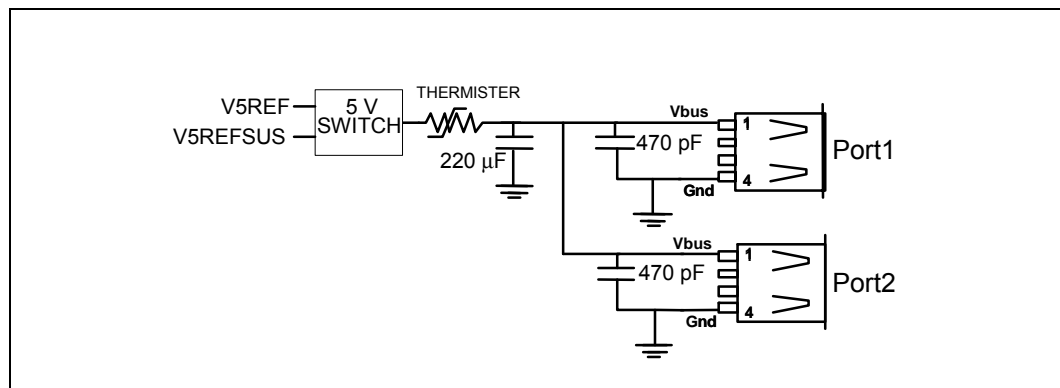 THERMISTER
V5REF
V5REFSUS
5 V
SWITCH
220 μF
470 pF
Vbus
1
4
Gnd
Port1
470 pF
Vbus
1
4
Gnd
Port2